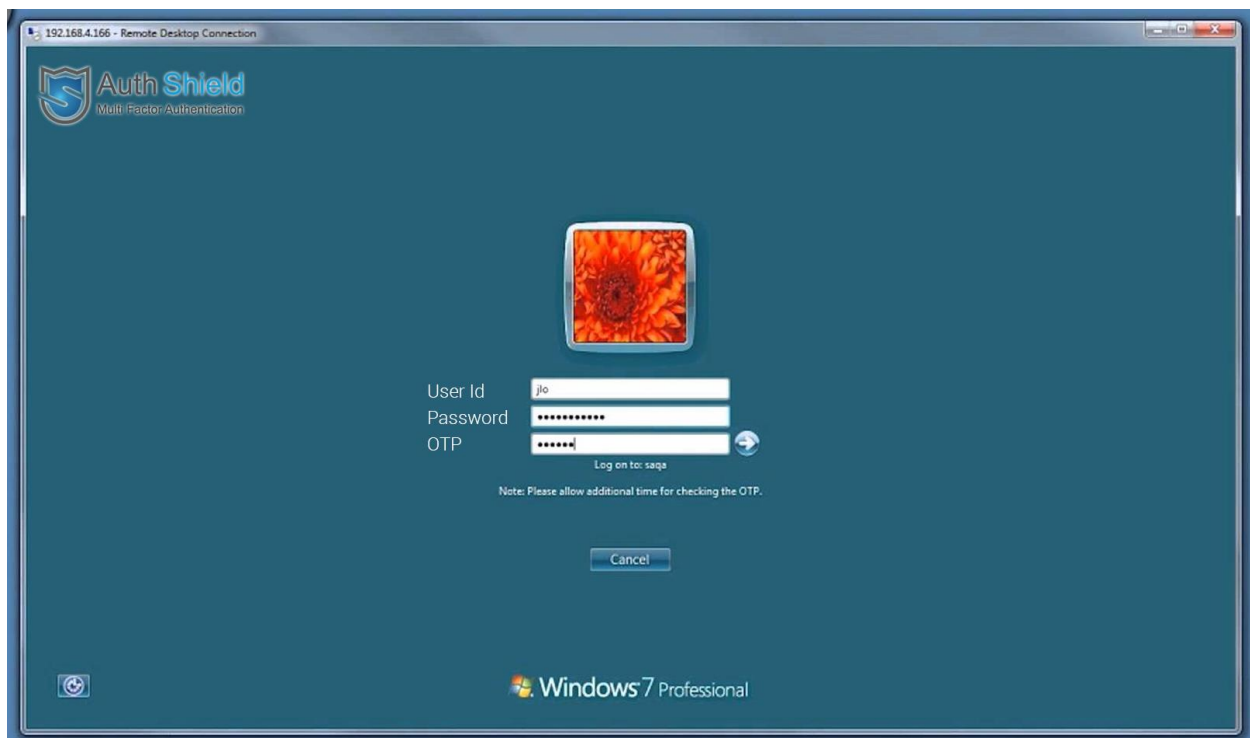 192.168.4.166 - Remote Desktop Connection
Auth Shield
Multi Factor Authentication
User Id jlo
Password •••••••••••
OTP ••••••
Log on to: saqa
Note: Please allow additional time for checking the OTP.
Cancel
Windows 7 Professional